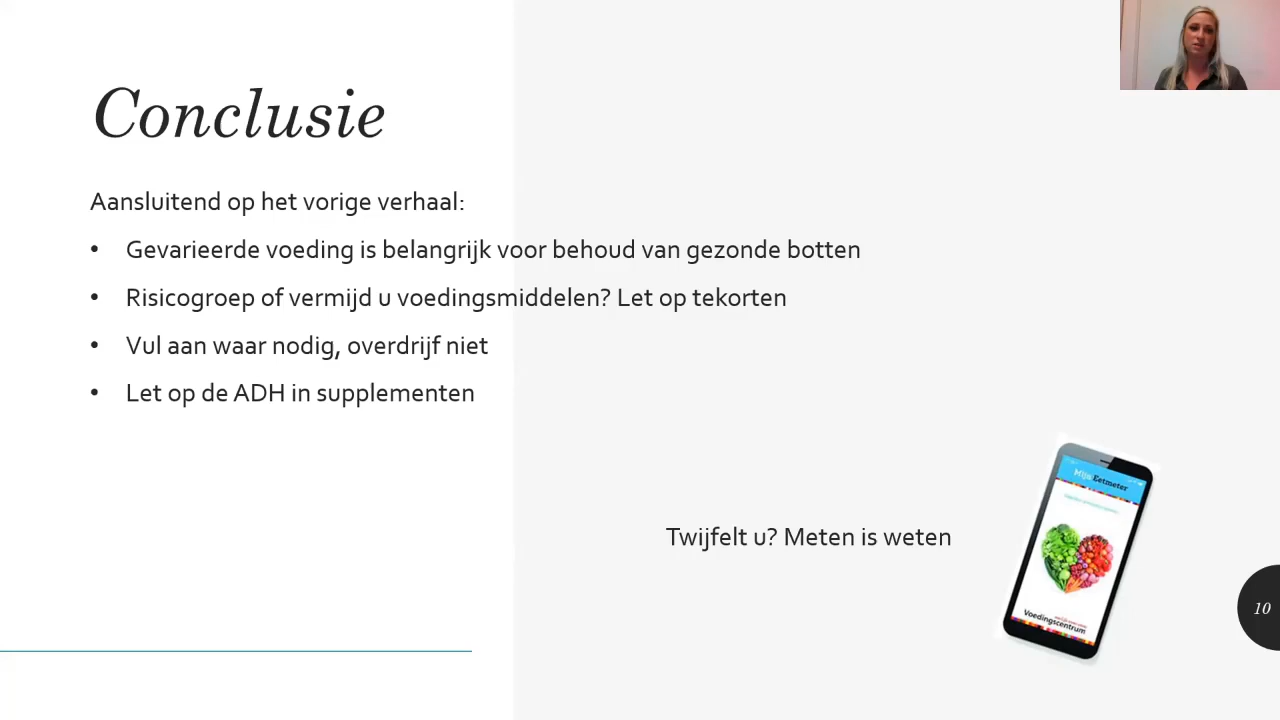 Conclusie
Aansluitend op het vorige verhaal:
• Gevarieerde voeding is belangrijk voor behoud van gezonde botten
• Risicogroep of vermijd u voedingsmiddelen? Let op tekorten
• Vul aan waar nodig, overdrijf niet
• Let op de ADH in supplementen
Mijn Eetmeter
Twijfelt u? Meten is weten
Voedingscentrum
10